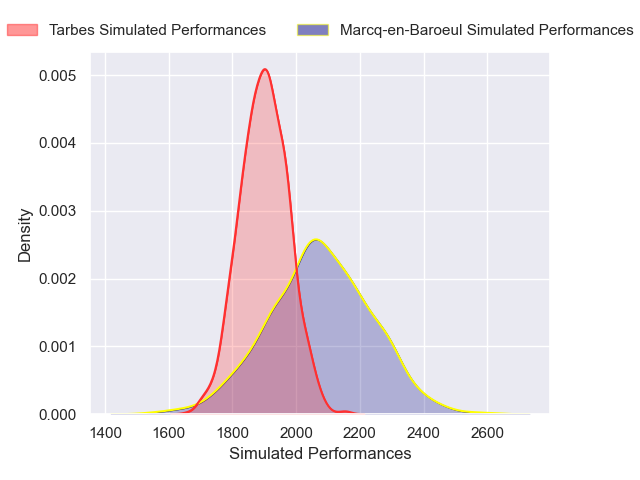 Tarbes Simulated Performances
Marcq-en-Baroeul Simulated Performances
0.005
0.004
0.003
0.002
0.001
0.000
Density
1400 1600 1800 2000 2200 2400 2600
Simulated Performances